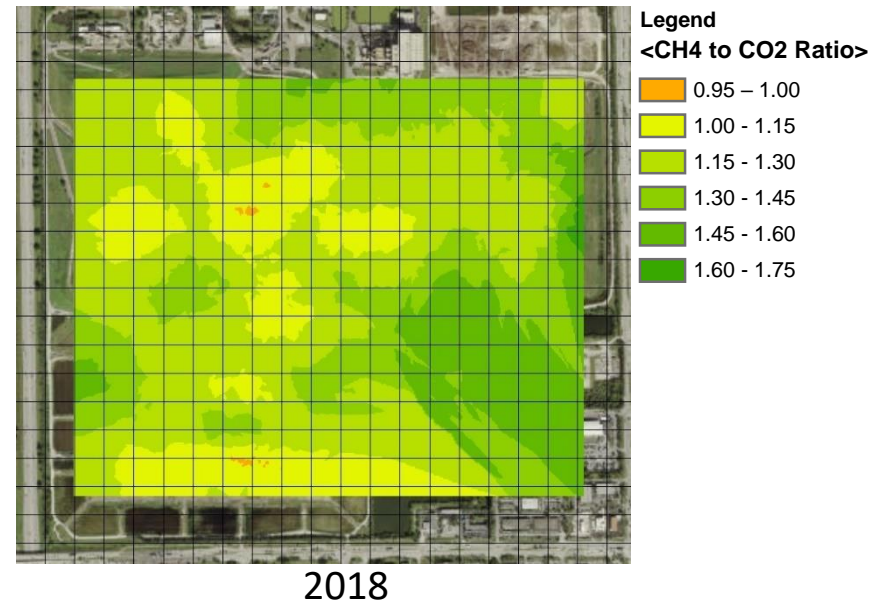 Legend
<CH4 to CO2 Ratio>
0.95 – 1.00
1.00 - 1.15
1.15 - 1.30
1.30 - 1.45
1.45 - 1.60
1.60 - 1.75
2018